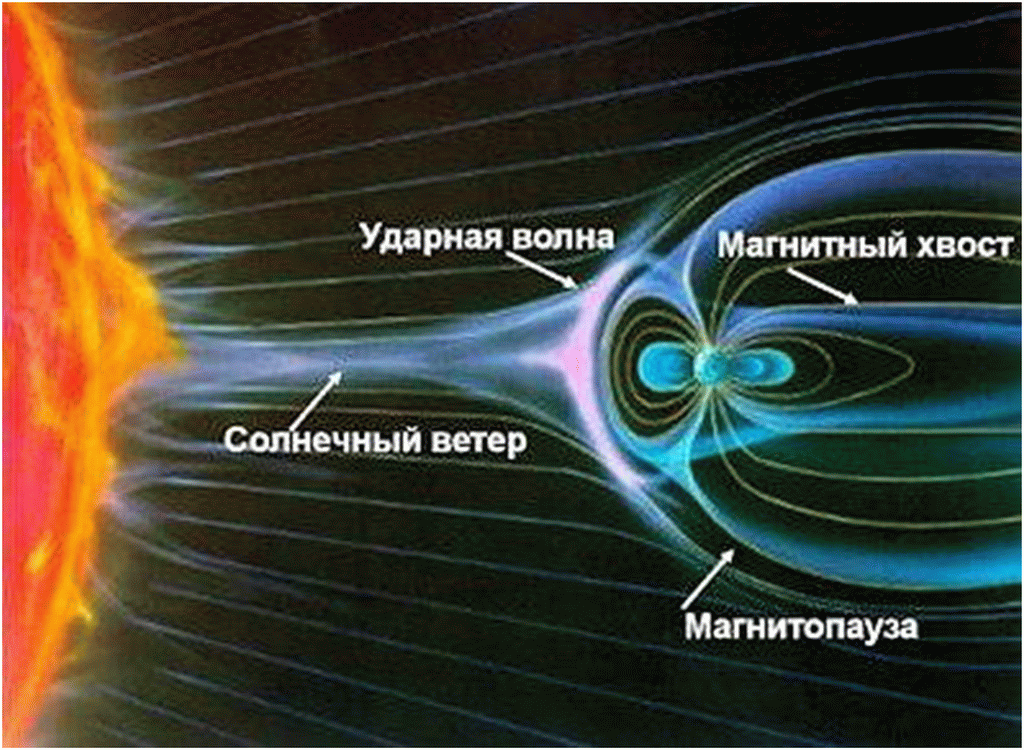 Ударная волна
Магнитный хвост
Солнечный ветер
Магнитопауза